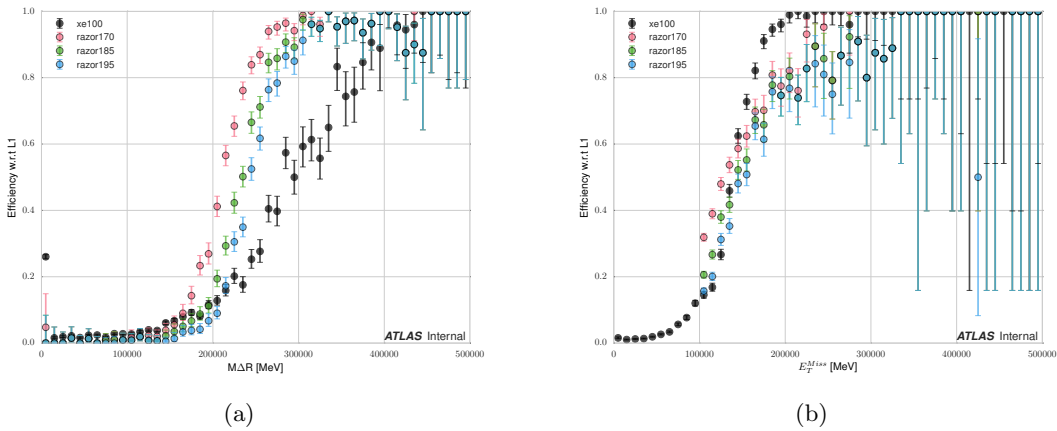 xe100
razor170
razor185
razor195
Efficiency w.r.t L1
1.0
0.8
0.6
0.4
0.2
0.0
0
100000
200000
300000
400000
500000
MΔR [MeV]
ATLAS Internal
(a)
xe100
razor170
razor185
razor195
Efficiency w.r.t L1
1.0
0.8
0.6
0.4
0.2
0.0
0
100000
200000
300000
400000
500000
E_T^{Miss} [MeV]
ATLAS Internal
(b)